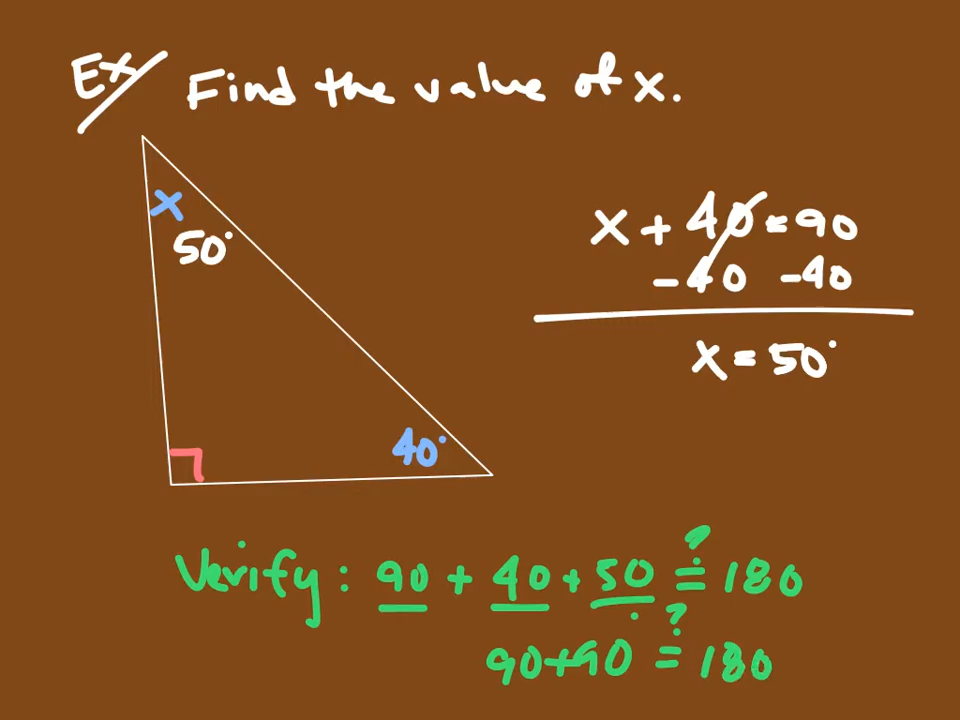 Ex/ Find the value of x.
x
50°
40°
x + 40 = 90
-40 -40
x = 50°
Verify: 90 + 40 + 50 ≟ 180
90+90 ≟ 180